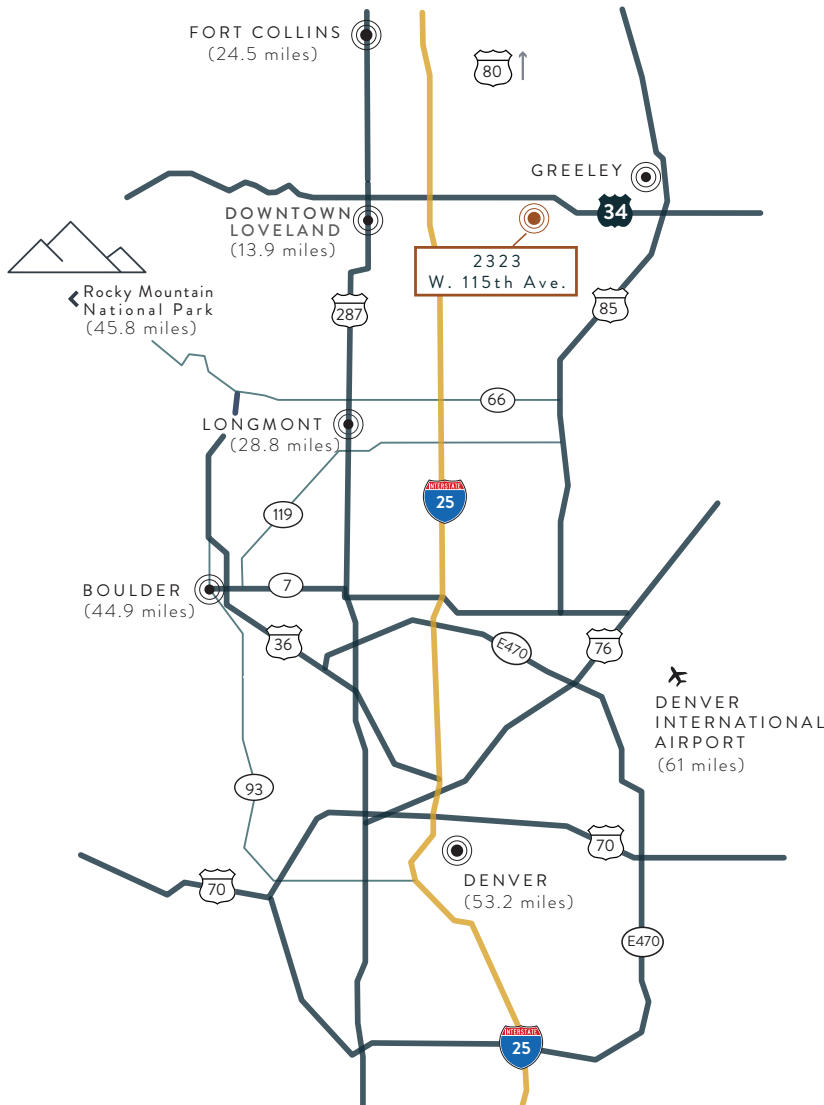 FORT COLLINS
(24.5 miles)
80
GREELEY
34
DOWNTOWN
LOVELAND
(13.9 miles)
2323
W. 115th Ave.
Rocky Mountain
National Park
(45.8 miles)
287
85
66
LONGMONT
(28.8 miles)
INTERSTATE
25
119
7
BOULDER
(44.9 miles)
36
E470
76
DENVER
INTERNATIONAL
AIRPORT
(61 miles)
93
70
DENVER
(53.2 miles)
70
E470
INTERSTATE
25